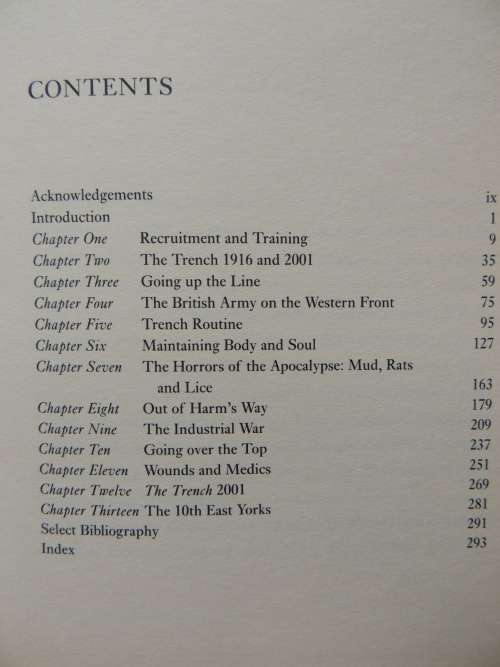 CONTENTS
Acknowledgements ix
Introduction 1
Chapter One Recruitment and Training 9
Chapter Two The Trench 1916 and 2001 35
Chapter Three Going up the Line 59
Chapter Four The British Army on the Western Front 75
Chapter Five Trench Routine 95
Chapter Six Maintaining Body and Soul 127
Chapter Seven The Horrors of the Apocalypse: Mud, Rats
and Lice 163
Chapter Eight Out of Harm's Way 179
Chapter Nine The Industrial War 209
Chapter Ten Going over the Top 237
Chapter Eleven Wounds and Medics 251
Chapter Twelve The Trench 2001 269
Chapter Thirteen The 10th East Yorks 281
Select Bibliography 291
Index 293